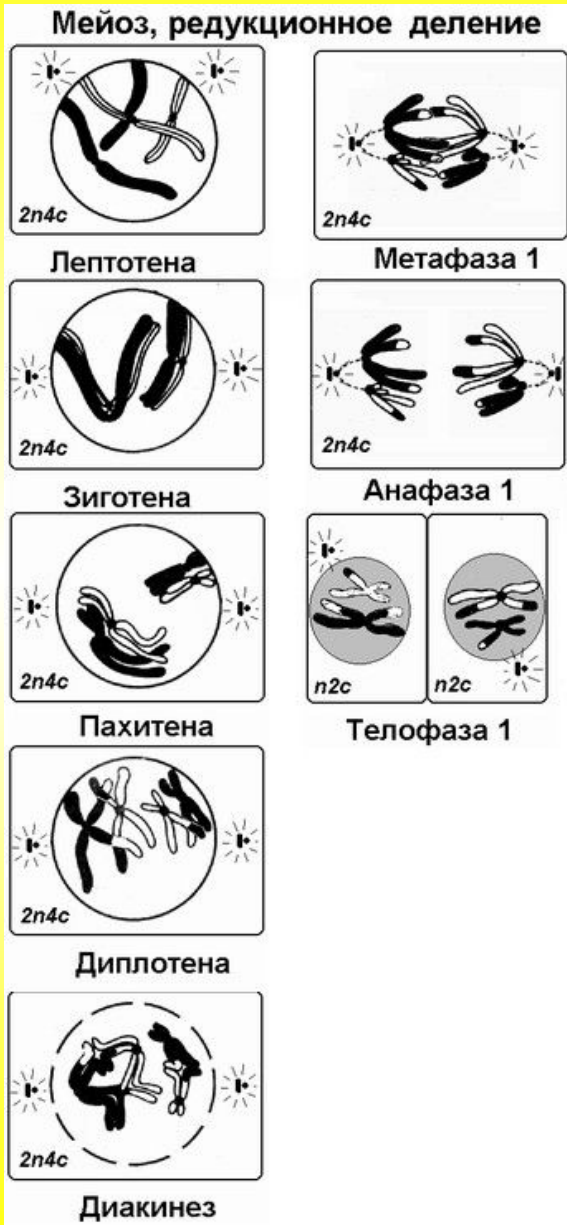 Мейоз, редукционное деление
2n4c
Лептотена
2n4c
Зиготена
2n4c
Пахитена
2n4c
Диплотена
2n4c
Диакинез
2n4c
Метафаза 1
2n4c
Анафаза 1
n2c
n2c
Телофаза 1